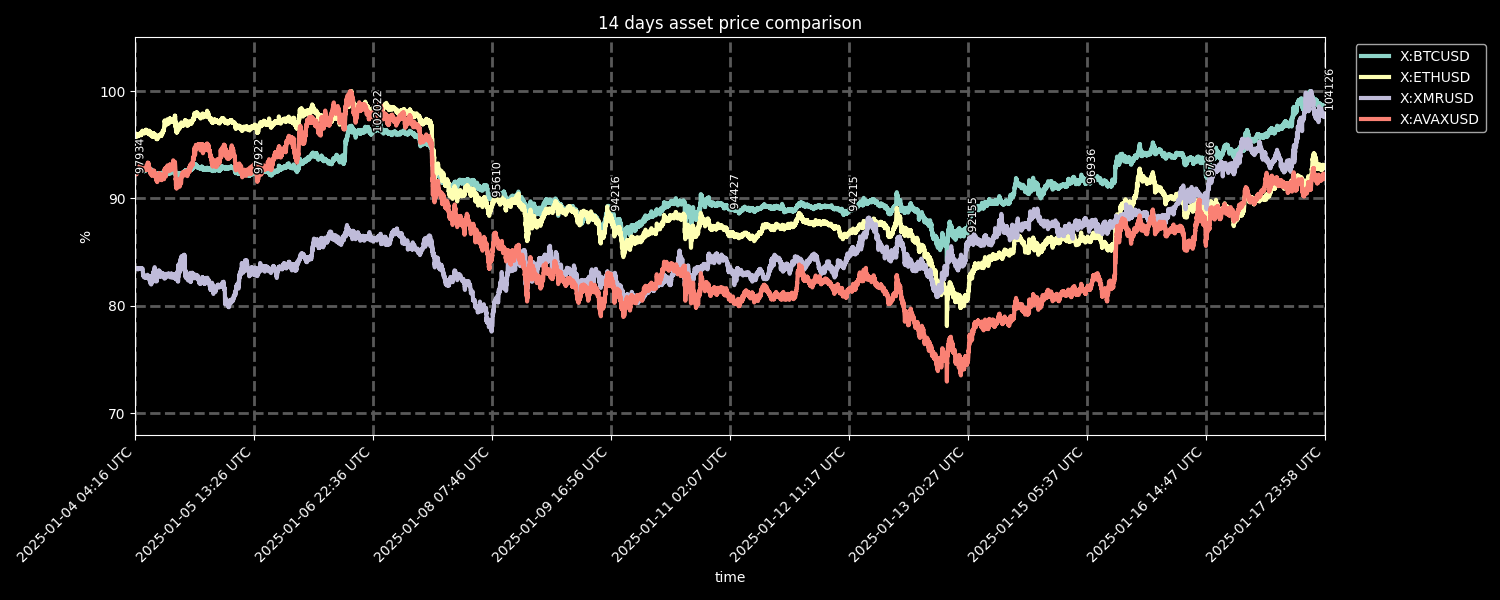 14 days asset price comparison
X:BTCUSD
X:ETHUSD
X:XMRUSD
X:AVAXUSD
100
90
80
70
%
97934
97922
102022
95610
94216
94427
94215
92155
96936
97666
104126
2025-01-04 04:16 UTC
2025-01-05 13:26 UTC
2025-01-06 22:36 UTC
2025-01-08 07:46 UTC
2025-01-09 16:56 UTC
2025-01-11 02:07 UTC
2025-01-12 11:17 UTC
2025-01-13 20:27 UTC
2025-01-15 05:37 UTC
2025-01-16 14:47 UTC
2025-01-17 23:58 UTC
time